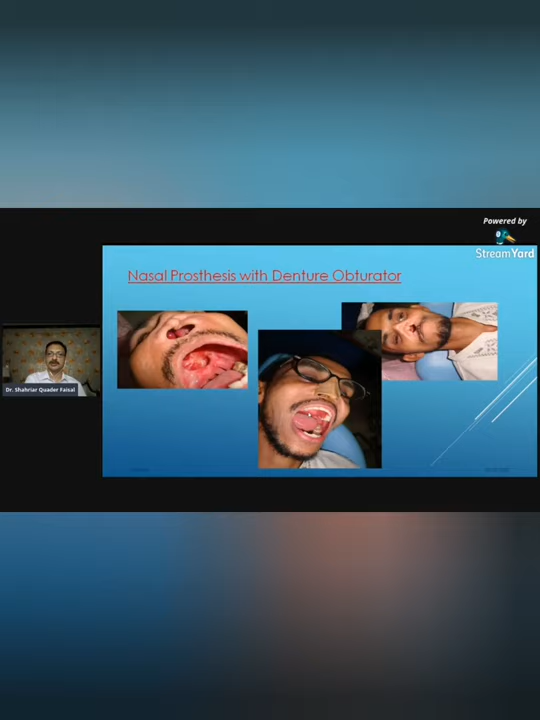 Powered by
StreamYard
Nasal Prosthesis with Denture Obturator
Dr. Shahriar Quader Faisal